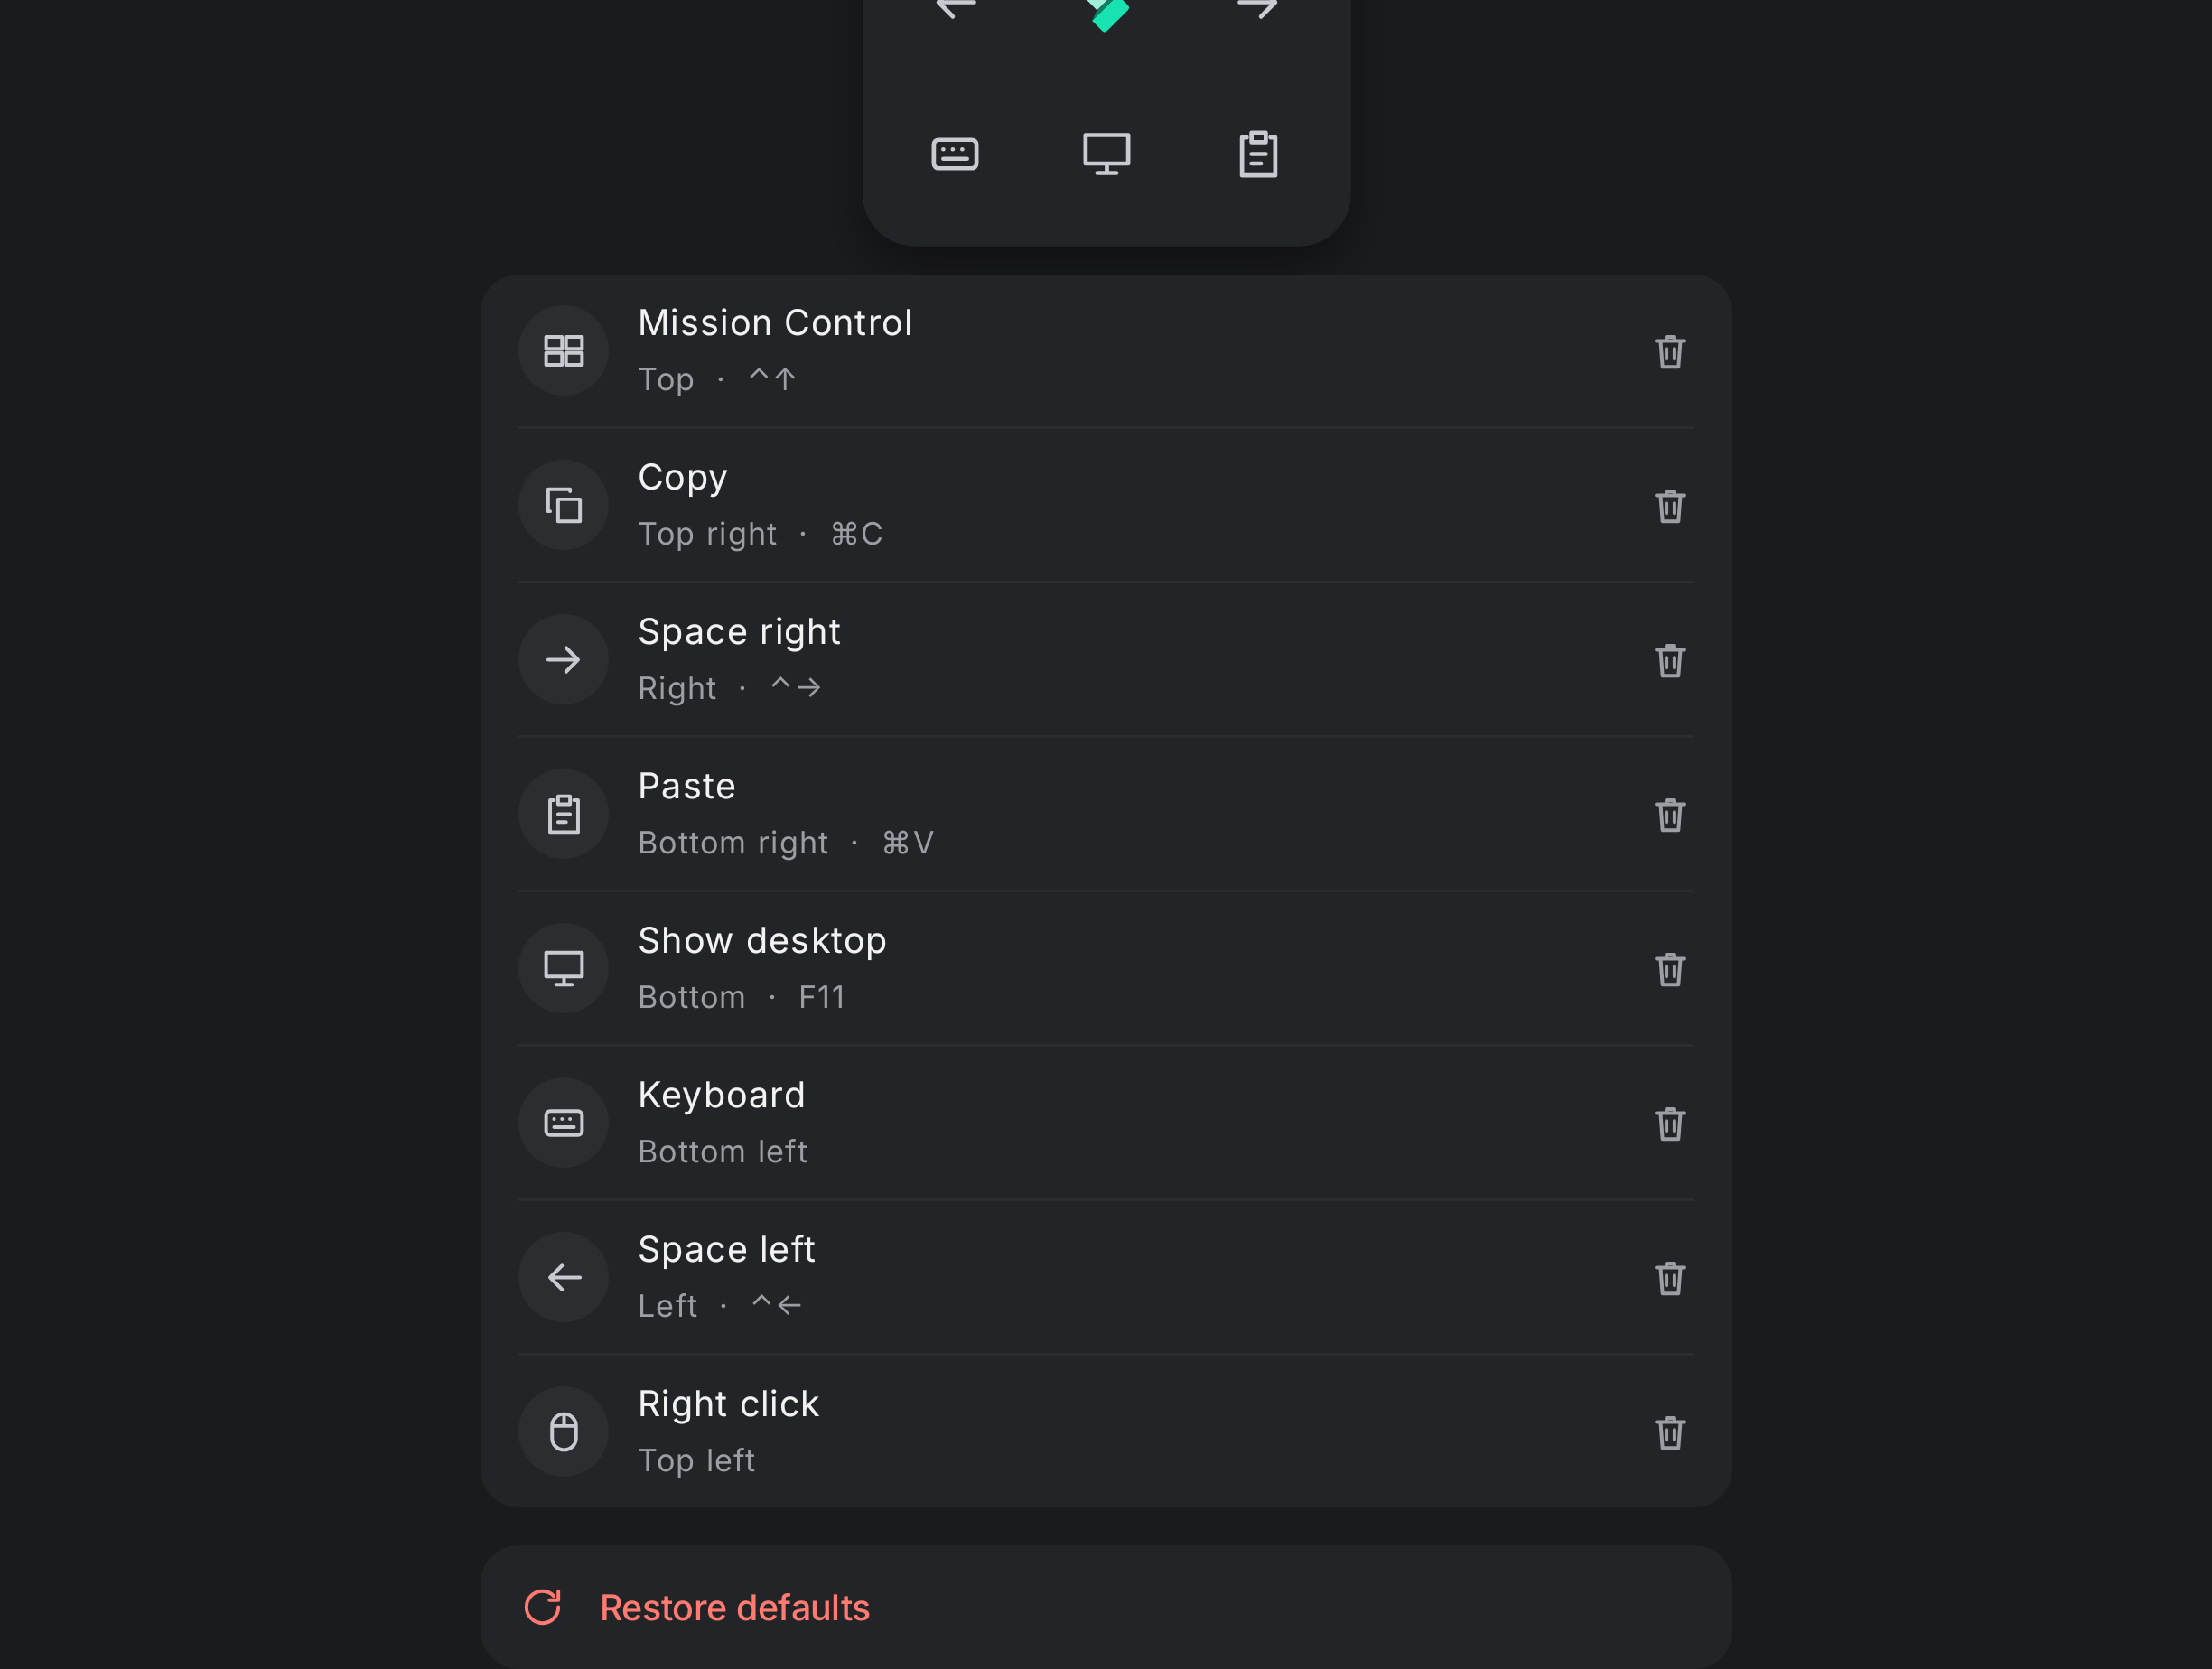 Mission Control
Top · ⌃↑
Copy
Top right · ⌘C
Space right
Right · ⌃→
Paste
Bottom right · ⌘V
Show desktop
Bottom · F11
Keyboard
Bottom left
Space left
Left · ⌃←
Right click
Top left
Restore defaults